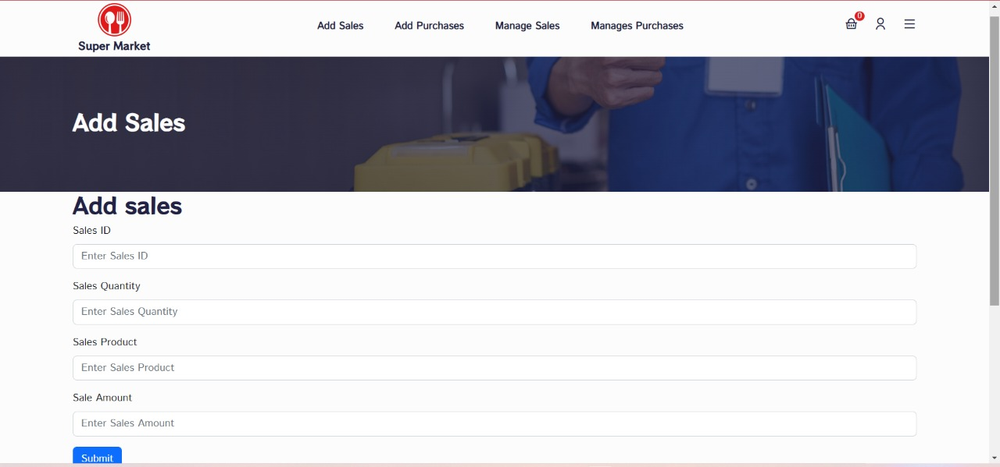 Super Market
Add Sales
Add Purchases
Manage Sales
Manages Purchases
0
Add Sales
Add sales
Sales ID
Enter Sales ID
Sales Quantity
Enter Sales Quantity
Sales Product
Enter Sales Product
Sale Amount
Enter Sales Amount
Submit